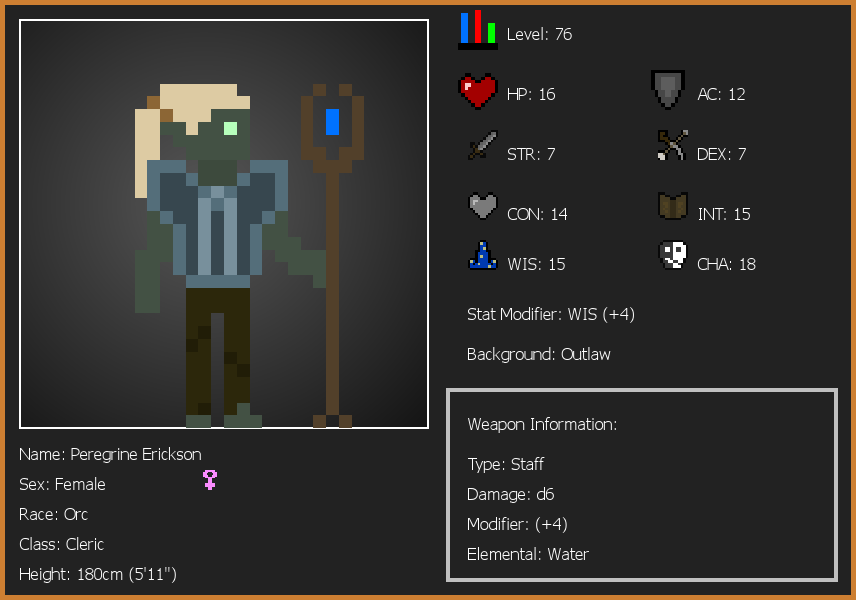 Level: 76
HP: 16
AC: 12
STR: 7
DEX: 7
CON: 14
INT: 15
WIS: 15
CHA: 18
Stat Modifier: WIS (+4)
Background: Outlaw
Weapon Information:
Type: Staff
Damage: d6
Modifier: (+4)
Elemental: Water
Name: Peregrine Erickson
Sex: Female
Race: Orc
Class: Cleric
Height: 180cm (5'11")